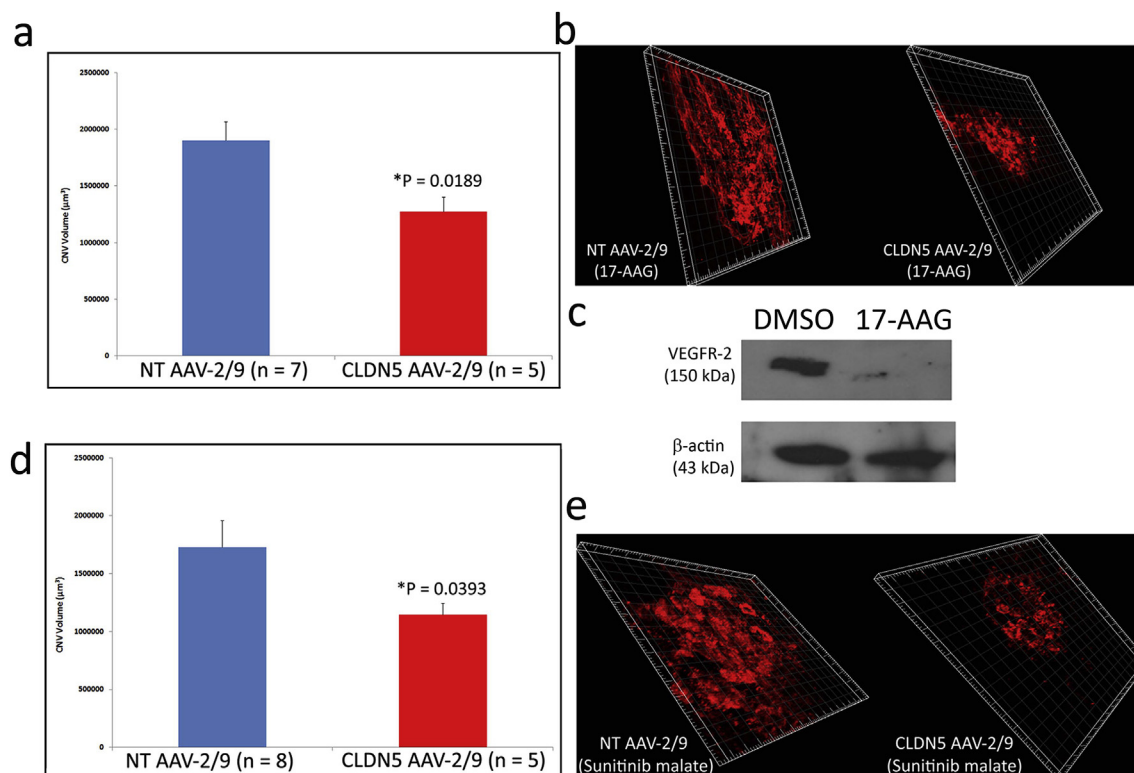 a
2500000
2000000
1500000
1000000
500000
0
CNV Volume (µm³)
*P = 0.0189
NT AAV-2/9 (n = 7)
CLDN5 AAV-2/9 (n = 5)
b
NT AAV-2/9
(17-AAG)
CLDN5 AAV-2/9
(17-AAG)
c
DMSO
17-AAG
VEGFR-2
(150 kDa)
β-actin
(43 kDa)
d
2500000
2000000
1500000
1000000
500000
0
CNV Volume (µm³)
*P = 0.0393
NT AAV-2/9 (n = 8)
CLDN5 AAV-2/9 (n = 5)
e
NT AAV-2/9
(Sunitinib malate)
CLDN5 AAV-2/9
(Sunitinib malate)